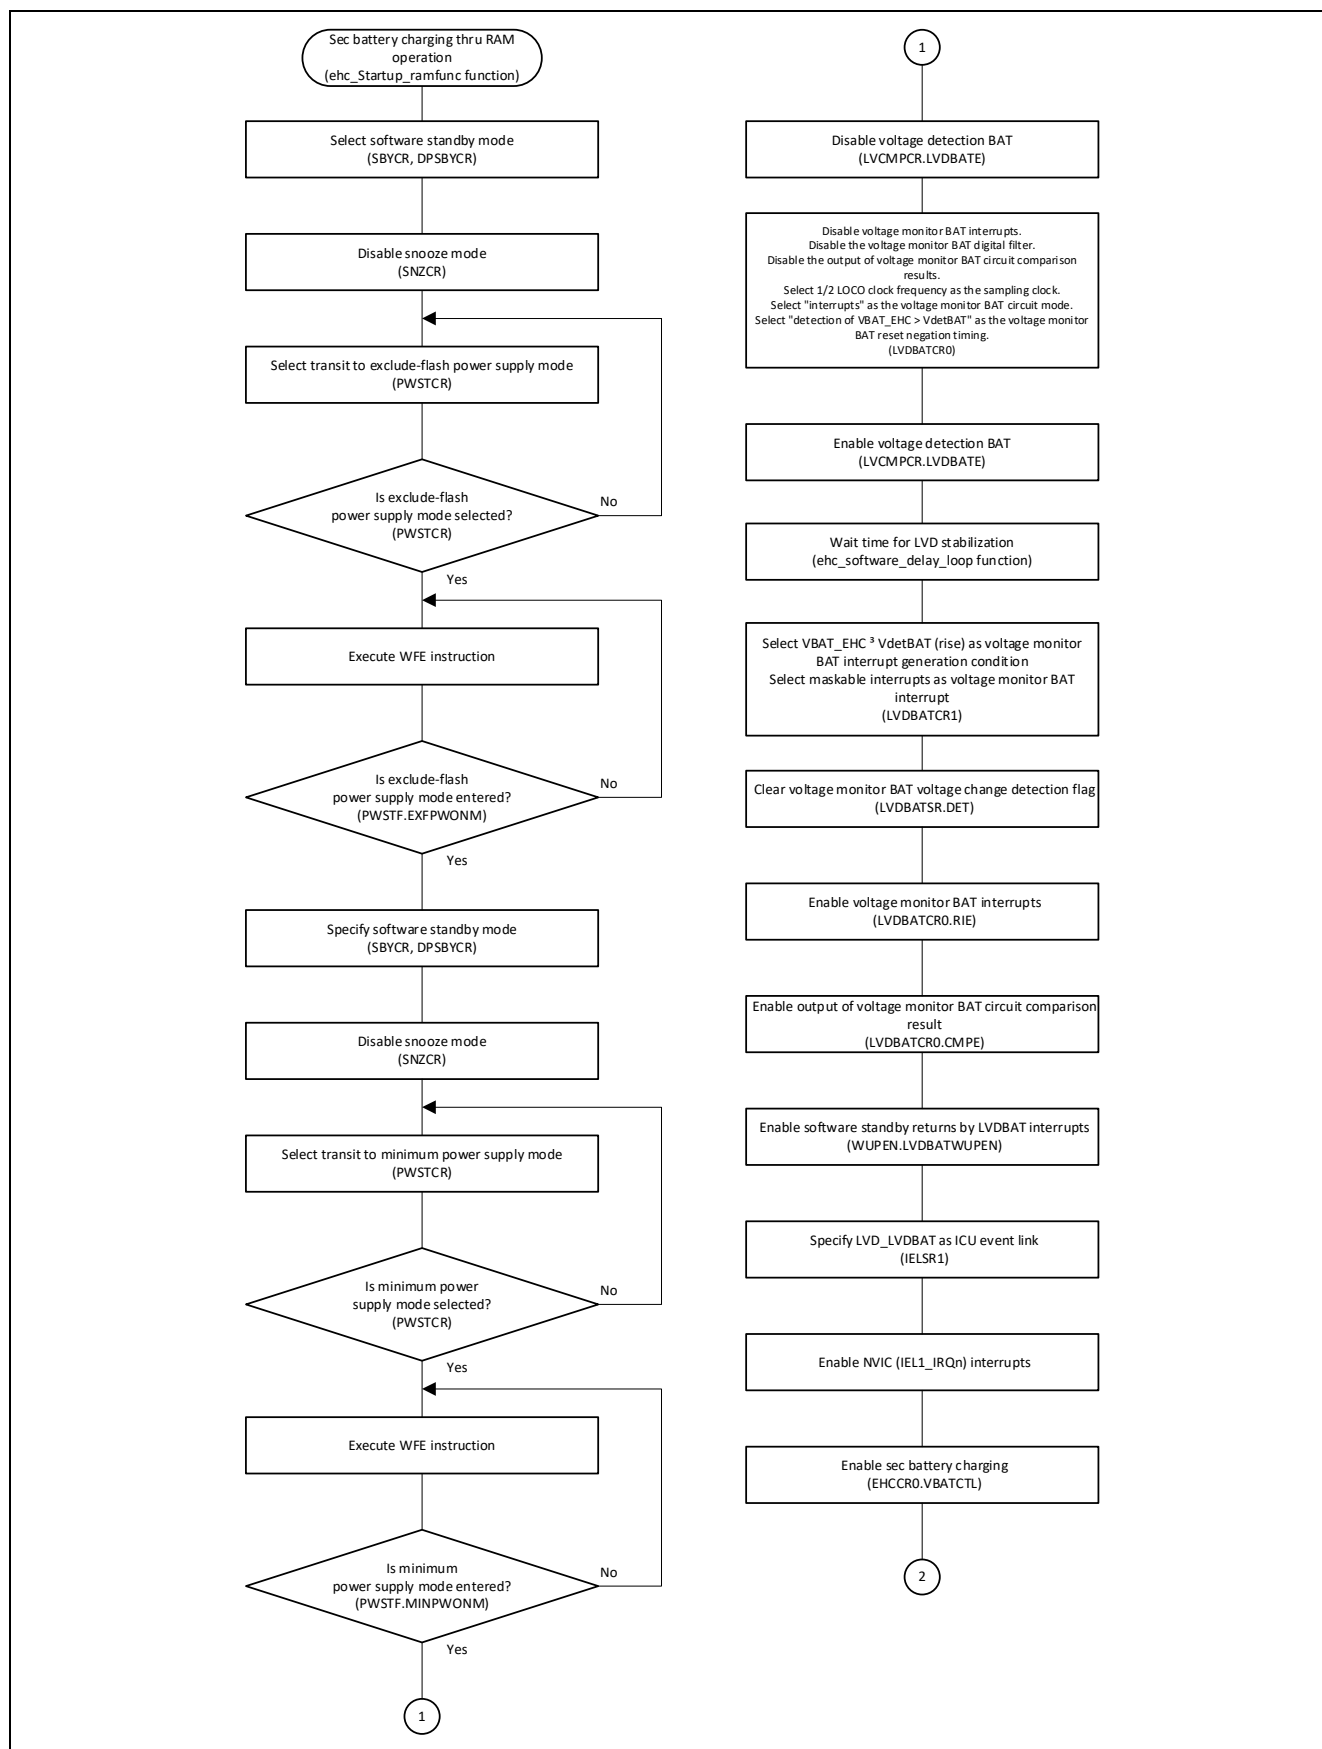 Sec battery charging thru RAM
operation
(ehc_Startup_ramfunc function)
Select software standby mode
(SBYCR, DPSBYCR)
Disable snooze mode
(SNZCR)
Select transit to exclude-flash power supply mode
(PWSTCR)
Is exclude-flash
power supply mode selected?
(PWSTCR)
No
Yes
Execute WFE instruction
Is exclude-flash
power supply mode entered?
(PWSTF.EXFPWONM)
No
Yes
Specify software standby mode
(SBYCR, DPSBYCR)
Disable snooze mode
(SNZCR)
Select transit to minimum power supply mode
(PWSTCR)
Is minimum power
supply mode selected?
(PWSTCR)
No
Yes
Execute WFE instruction
Is minimum
power supply mode entered?
(PWSTF.MINPWONM)
No
Yes
1
1
Disable voltage detection BAT
(LVCMPCR.LVDBATE)
Disable voltage monitor BAT interrupts.
Disable the voltage monitor BAT digital filter.
Disable the output of voltage monitor BAT circuit comparison
results.
Select 1/2 LOCO clock frequency as the sampling clock.
Select "interrupts" as the voltage monitor BAT circuit mode.
Select "detection of VBAT_EHC > VdetBAT" as the voltage monitor
BAT reset negation timing.
(LVDBATCR0)
Enable voltage detection BAT
(LVCMPCR.LVDBATE)
Wait time for LVD stabilization
(ehc_software_delay_loop function)
Select VBAT_EHC ³ VdetBAT (rise) as voltage monitor
BAT interrupt generation condition
Select maskable interrupts as voltage monitor BAT
interrupt
(LVDBATCR1)
Clear voltage monitor BAT voltage change detection flag
(LVDBATSR.DET)
Enable voltage monitor BAT interrupts
(LVDBATCR0.RIE)
Enable output of voltage monitor BAT circuit comparison
result
(LVDBATCR0.CMPE)
Enable software standby returns by LVDBAT interrupts
(WUPEN.LVDBATWUPEN)
Specify LVD_LVDBAT as ICU event link
(IELSR1)
Enable NVIC (IEL1_IRQn) interrupts
Enable sec battery charging
(EHCCR0.VBATCTL)
2